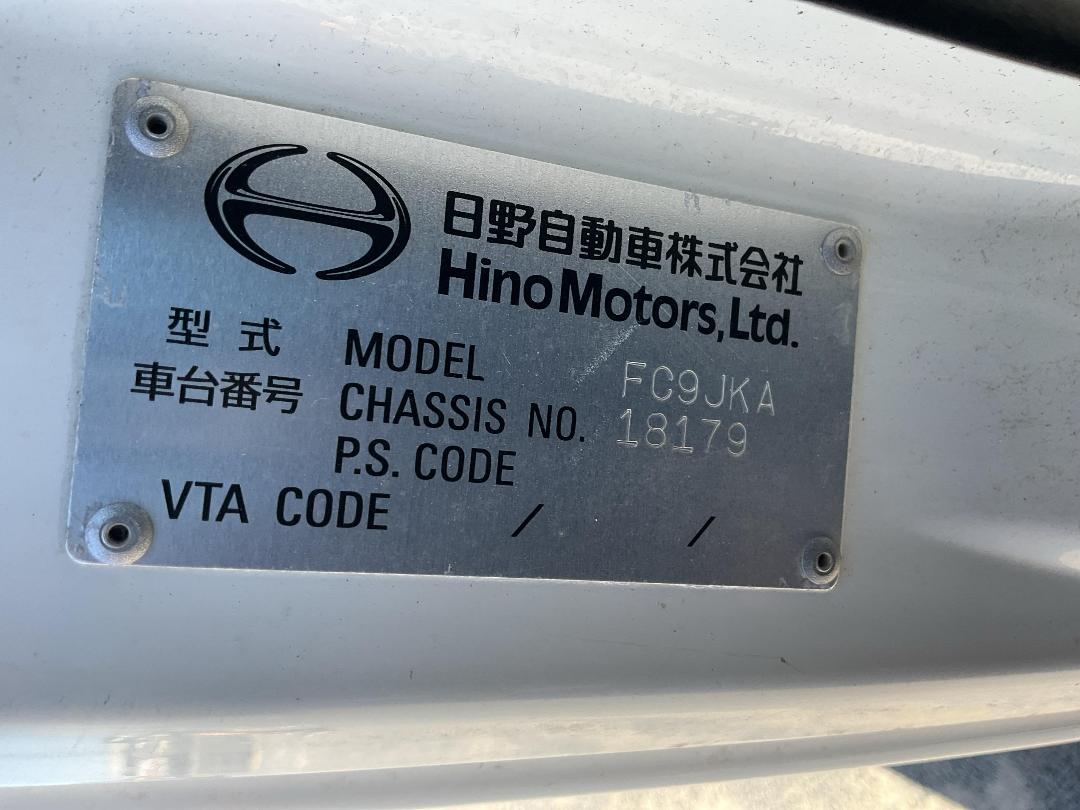 日野自動車株式会社
Hino Motors, Ltd.
型式 MODEL FC9JKA
車台番号 CHASSIS NO. 18179
P.S. CODE
VTA CODE / /